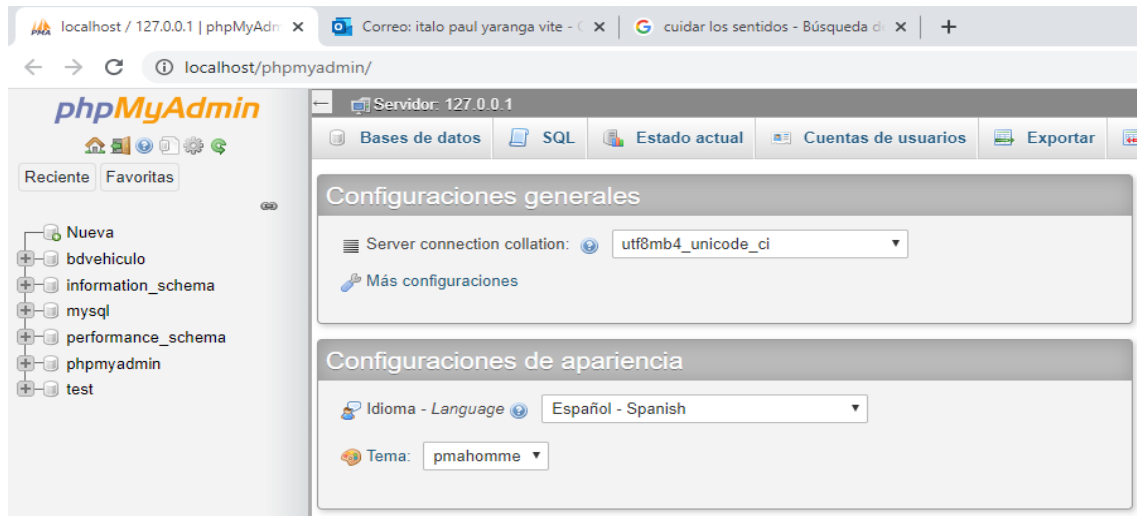 localhost / 127.0.0.1 | phpMyAdm
Correo: italo paul yaranga vite -
cuidar los sentidos - Búsqueda de
localhost/phpmyadmin/
phpMyAdmin
Servidor: 127.0.0.1
Bases de datos SQL Estado actual Cuentas de usuarios Exportar
Reciente Favoritas
Configuraciones generales
Nueva
bdvehiculo
information_schema
mysql
performance_schema
phpmyadmin
test
Server connection collation: utf8mb4_unicode_ci
Más configuraciones
Configuraciones de apariencia
Idioma - Language Español - Spanish
Tema: pmahomme